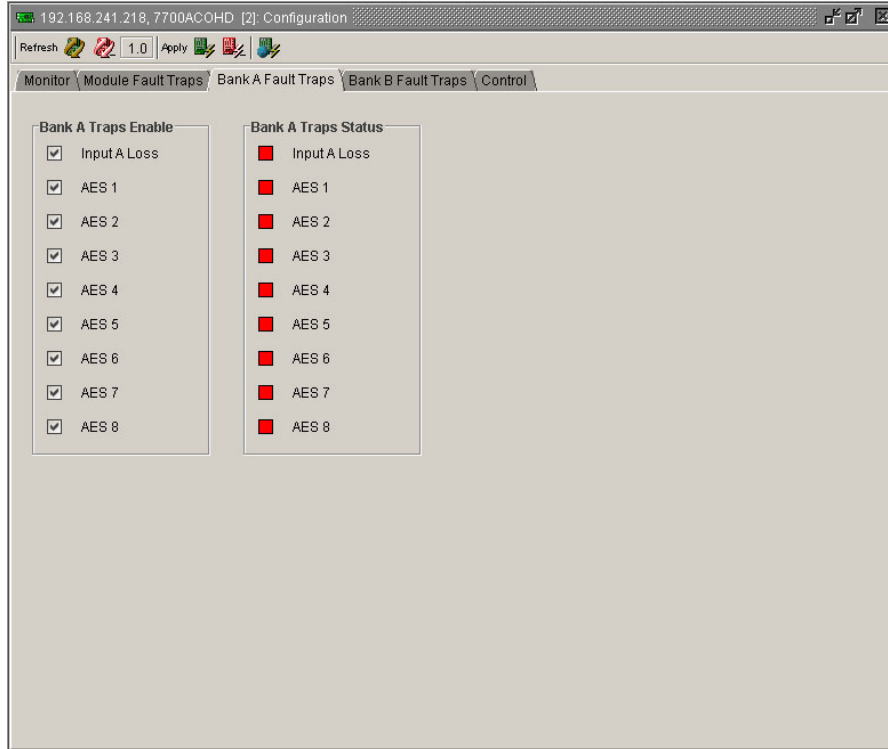 192.168.241.218, 7700ACOHD [2]: Configuration
Refresh 1.0 Apply
Monitor Module Fault Traps Bank A Fault Traps Bank B Fault Traps Control
Bank A Traps Enable
Input A Loss
AES 1
AES 2
AES 3
AES 4
AES 5
AES 6
AES 7
AES 8
Bank A Traps Status
Input A Loss
AES 1
AES 2
AES 3
AES 4
AES 5
AES 6
AES 7
AES 8